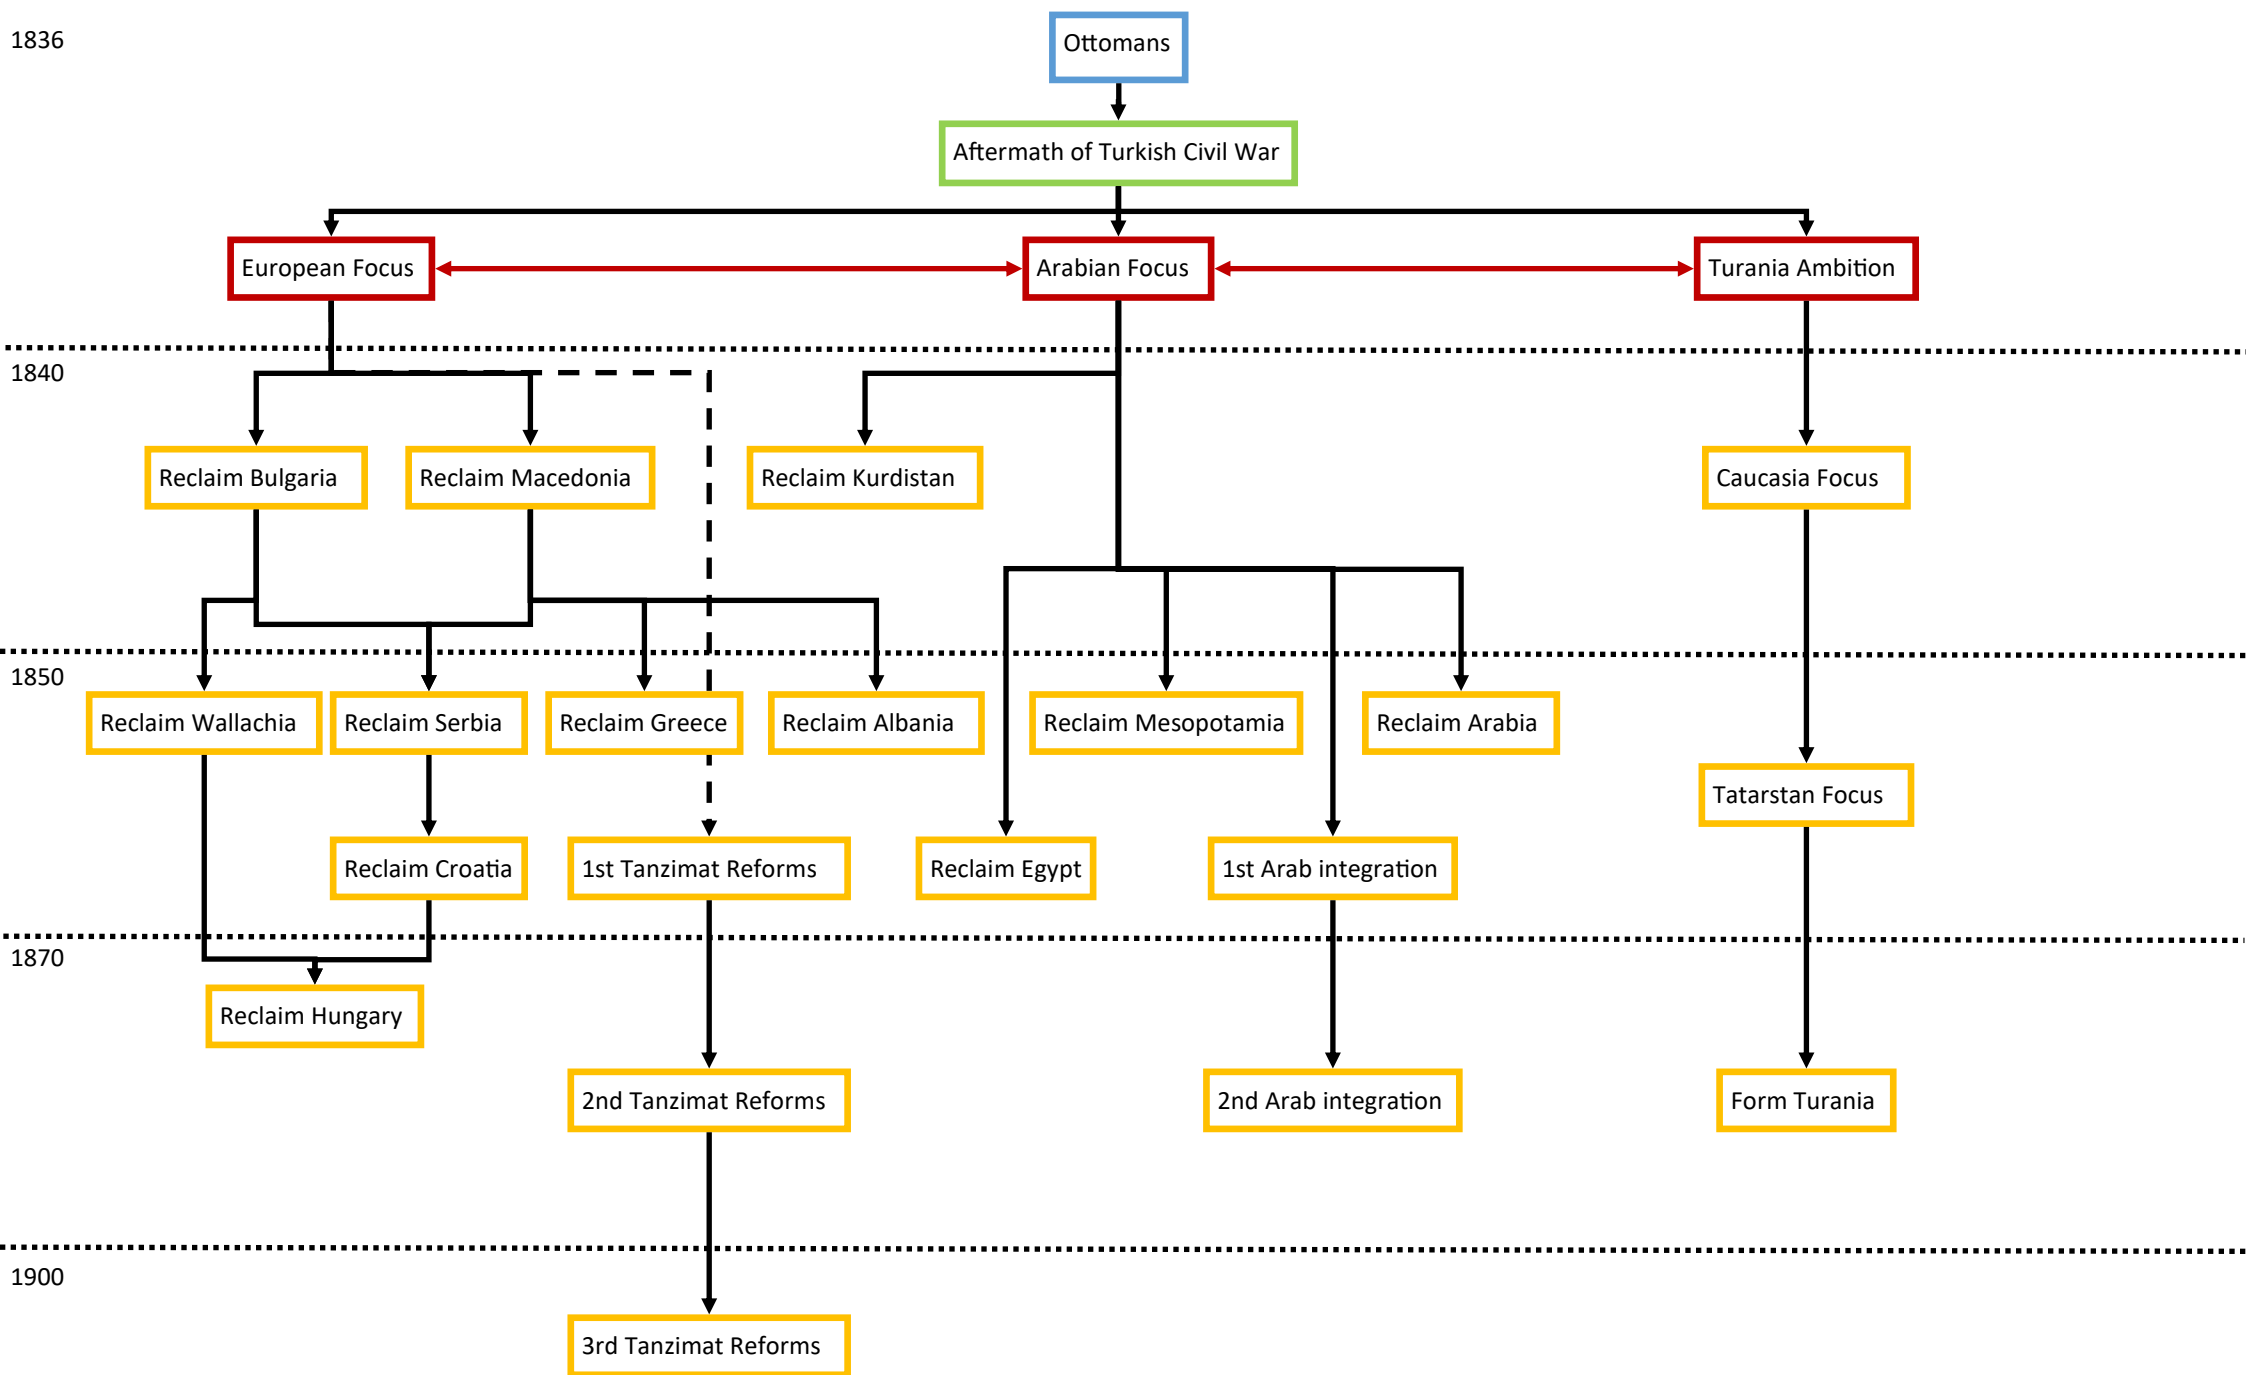 1836
Ottomans
Aftermath of Turkish Civil War
European Focus
Arabian Focus
Turania Ambition
1840
Reclaim Bulgaria
Reclaim Macedonia
Reclaim Kurdistan
Caucasia Focus
1850
Reclaim Wallachia
Reclaim Serbia
Reclaim Greece
Reclaim Albania
Reclaim Mesopotamia
Reclaim Arabia
Tatarstan Focus
Reclaim Croatia
1st Tanzimat Reforms
Reclaim Egypt
1st Arab integration
1870
Reclaim Hungary
2nd Tanzimat Reforms
2nd Arab integration
Form Turania
1900
3rd Tanzimat Reforms